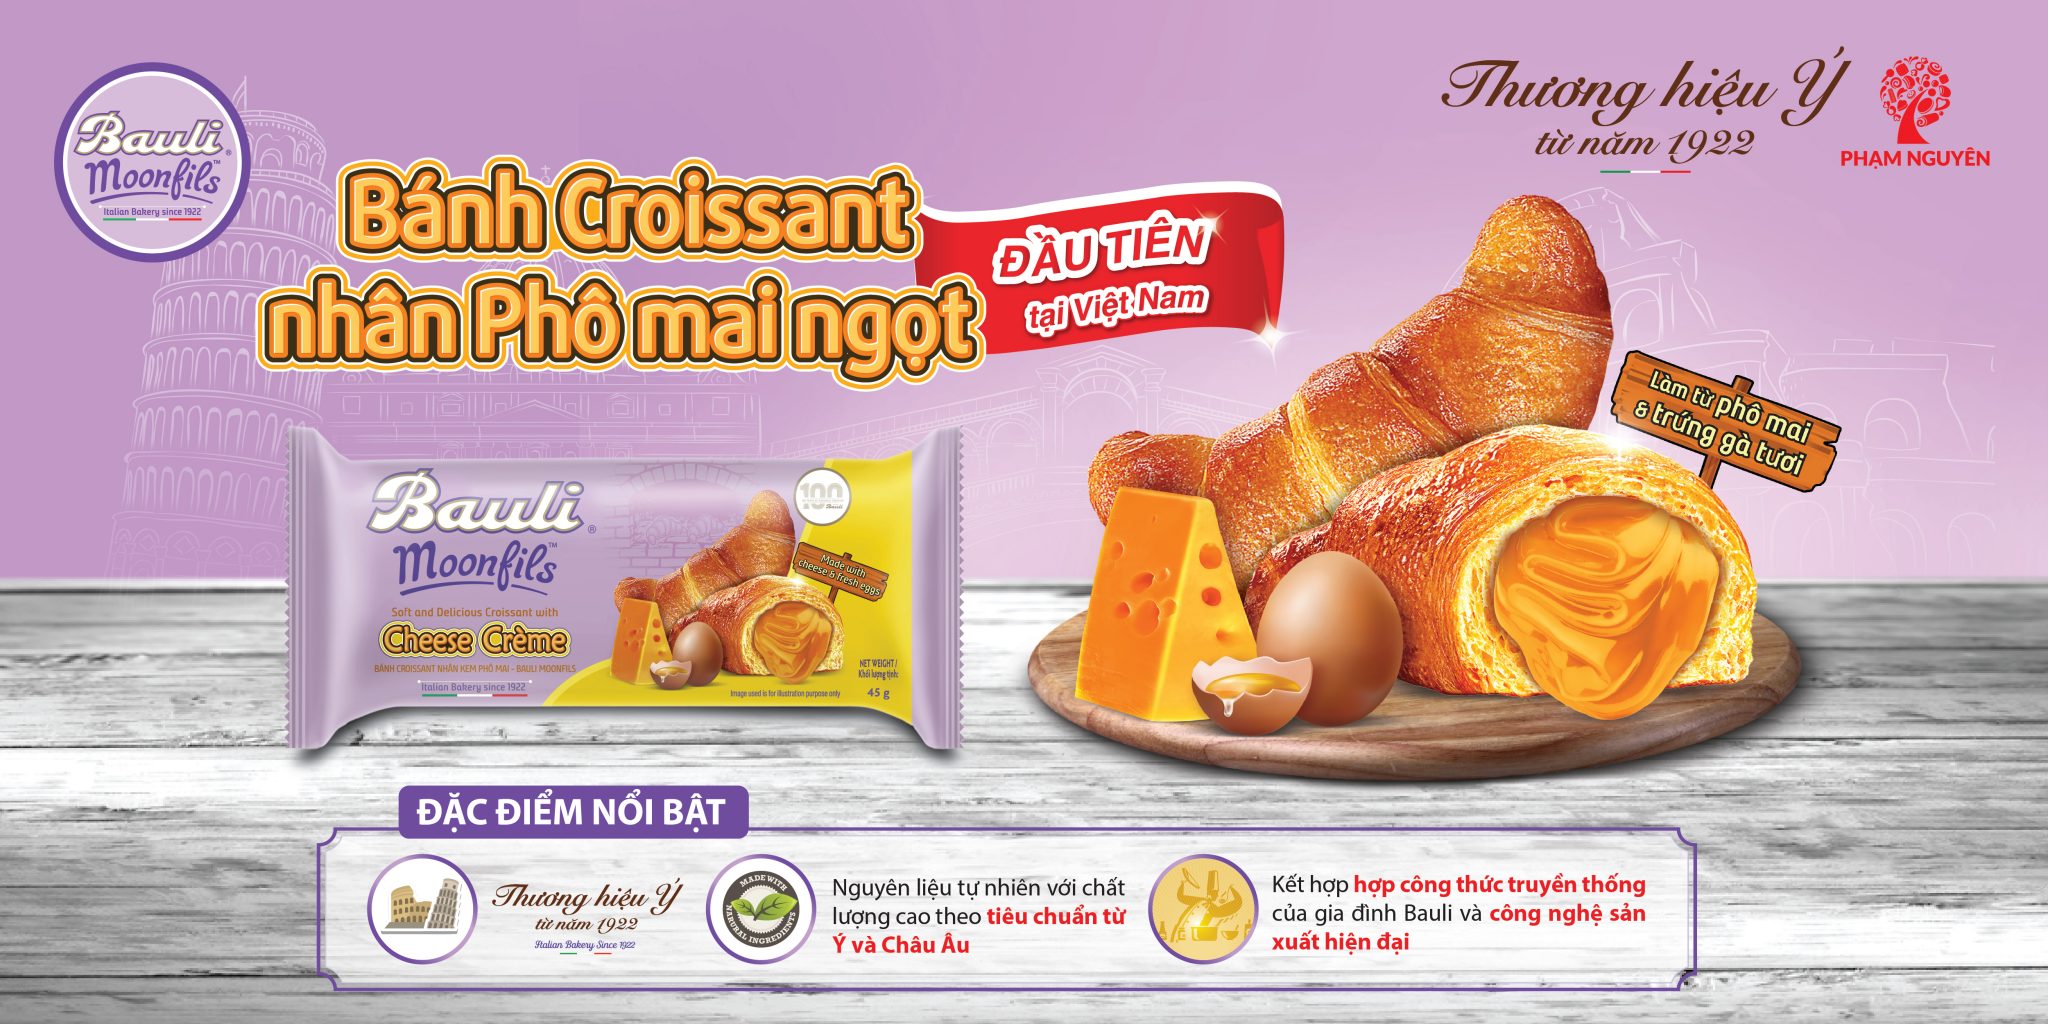 Bauli
Moonfils™
Italian Bakery since 1922
Thương hiệu Ý
từ năm 1922
PHẠM NGUYÊN
Bánh Croissant
nhân Phô mai ngọt
ĐẦU TIÊN
tại Việt Nam
Làm từ phô mai
& trứng gà tươi
Bauli®
Moonfils™
Soft and Delicious Croissant with
Cheese Crème
BÁNH CROISSANT NHÂN KEM PHÔ MAI - BAULI MOONFILS
Italian Bakery since 1922
100
Bauli
Made with
cheese & fresh eggs
NET WEIGHT/
Khối lượng tịnh:
45 g
Image used is for illustration purpose only
ĐẶC ĐIỂM NỔI BẬT
Thương hiệu Ý
từ năm 1922
Italian Bakery Since 1922
MADE WITH
NARURAL INGREDIENTS
Nguyên liệu tự nhiên với chất
lượng cao theo tiêu chuẩn từ
Ý và Châu Âu
Kết hợp hợp công thức truyền thống
của gia đình Bauli và công nghệ sản
xuất hiện đại